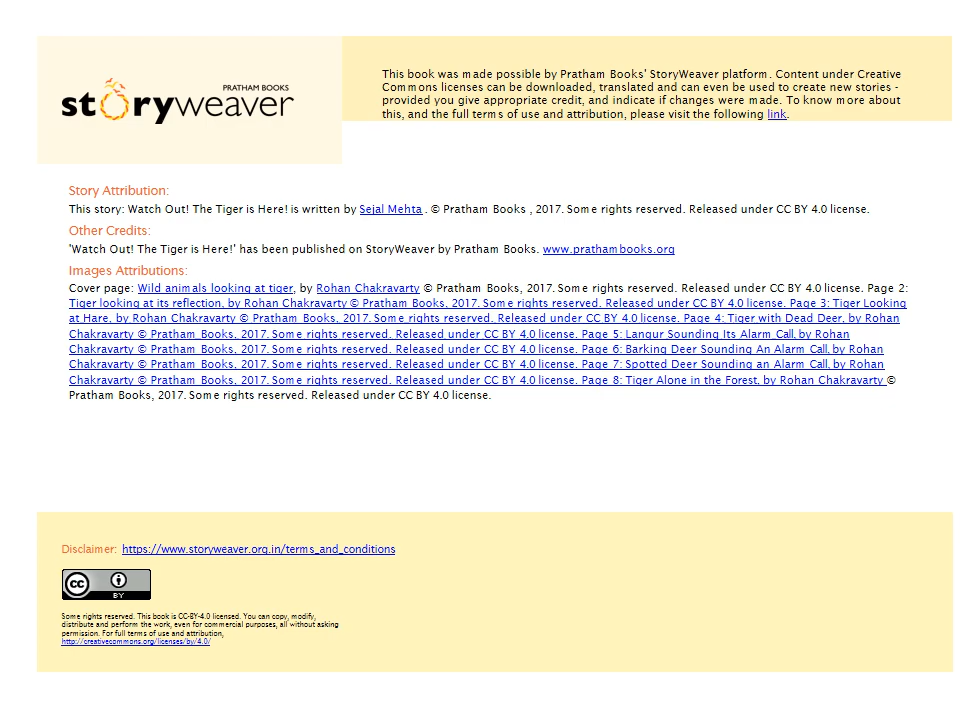 PRATHAM BOOKS
storyweaver
This book was made possible by Pratham Books' StoryWeaver platform. Content under Creative
Commons licenses can be downloaded, translated and can even be used to create new stories -
provided you give appropriate credit, and indicate if changes were made. To know more about
this, and the full terms of use and attribution, please visit the following link.
Story Attribution:
This story: Watch Out! The Tiger is Here! is written by Sejal Mehta . © Pratham Books , 2017. Some rights reserved. Released under CC BY 4.0 license.
Other Credits:
'Watch Out! The Tiger is Here!' has been published on StoryWeaver by Pratham Books. www.prathambooks.org
Images Attributions:
Cover page: Wild animals looking at tiger, by Rohan Chakravarty © Pratham Books, 2017. Some rights reserved. Released under CC BY 4.0 license. Page 2:
Tiger looking at its reflection, by Rohan Chakravarty © Pratham Books, 2017. Some rights reserved. Released under CC BY 4.0 license. Page 3: Tiger Looking
at Hare, by Rohan Chakravarty © Pratham Books, 2017. Some rights reserved. Released under CC BY 4.0 license. Page 4: Tiger with Dead Deer, by Rohan
Chakravarty © Pratham Books, 2017. Some rights reserved. Released under CC BY 4.0 license. Page 5: Langur Sounding Its Alarm Call, by Rohan
Chakravarty © Pratham Books, 2017. Some rights reserved. Released under CC BY 4.0 license. Page 6: Barking Deer Sounding An Alarm Call, by Rohan
Chakravarty © Pratham Books, 2017. Some rights reserved. Released under CC BY 4.0 license. Page 7: Spotted Deer Sounding an Alarm Call, by Rohan
Chakravarty © Pratham Books, 2017. Some rights reserved. Released under CC BY 4.0 license. Page 8: Tiger Alone in the Forest, by Rohan Chakravarty ©
Pratham Books, 2017. Some rights reserved. Released under CC BY 4.0 license.
Disclaimer: https://www.storyweaver.org.in/terms_and_conditions
cc BY
Some rights reserved. This book is CC-BY-4.0 licensed. You can copy, modify,
distribute and perform the work, even for commercial purposes, all without asking
permission. For full terms of use and attribution,
http://creativecommons.org/licenses/by/4.0/